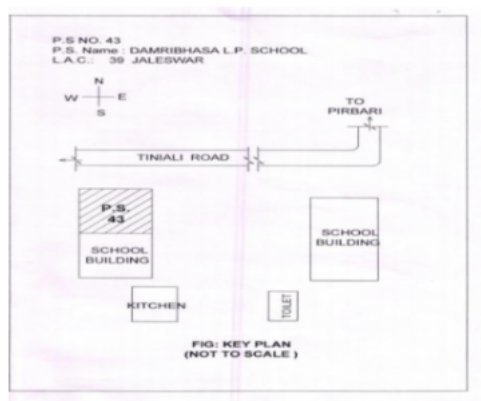 P.S NO. 43
P.S. Name : DAMRIBHASA L.P. SCHOOL
L.A.C.: 39 JALESWAR
N
W E
S
TO
PIRBARI
TINIALI ROAD
P.S.
43
SCHOOL
BUILDING
SCHOOL
BUILDING
KITCHEN
TOILET
FIG: KEY PLAN
(NOT TO SCALE )